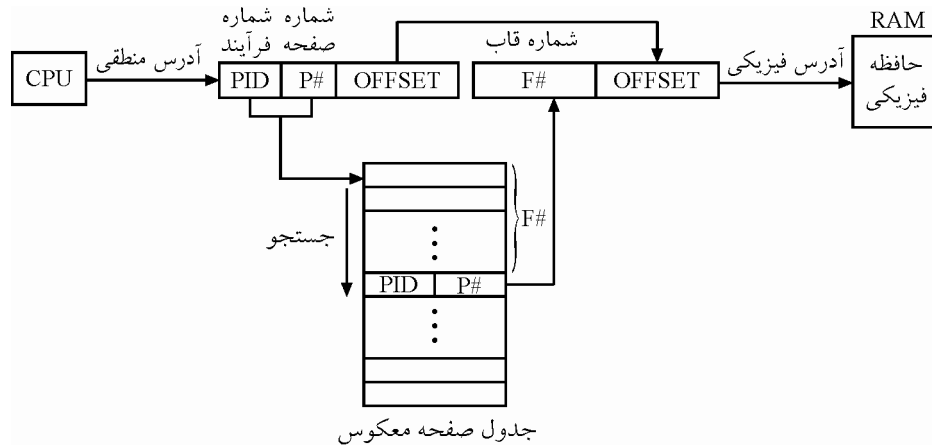 RAM
شماره شماره
فرآیند صفحه
شماره قاب
آدرس منطقی
آدرس فیزیکی
CPU
PID
P#
OFFSET
F#
OFFSET
حافظه
فیزیکی
F#
جستجو
PID
P#
جدول صفحه معکوس